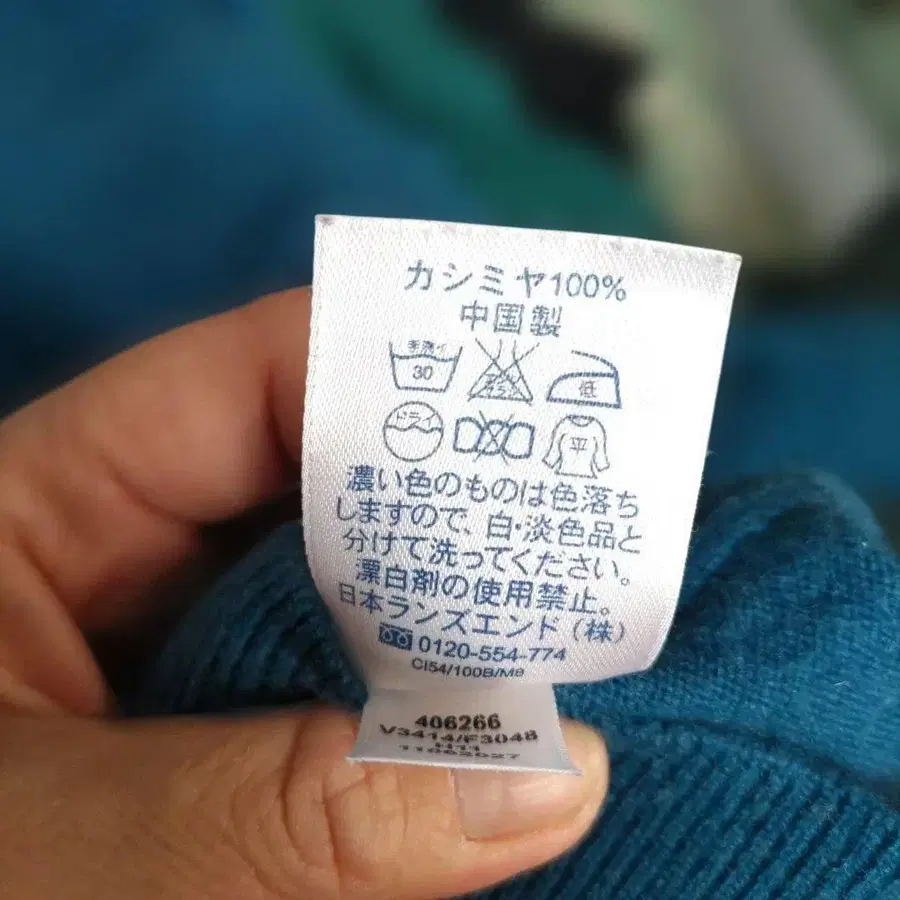 カシミヤ100%
中国製
手洗イ
30
低
ドライ
平
濃い色のものは色落ち
しますので、白・淡色品と
分けて洗ってください。
漂白剤の使用禁止。
日本ランズエンド(株)
0120-554-774
CI54/100B/M8
406266
V3414/F3048
H11
11062027